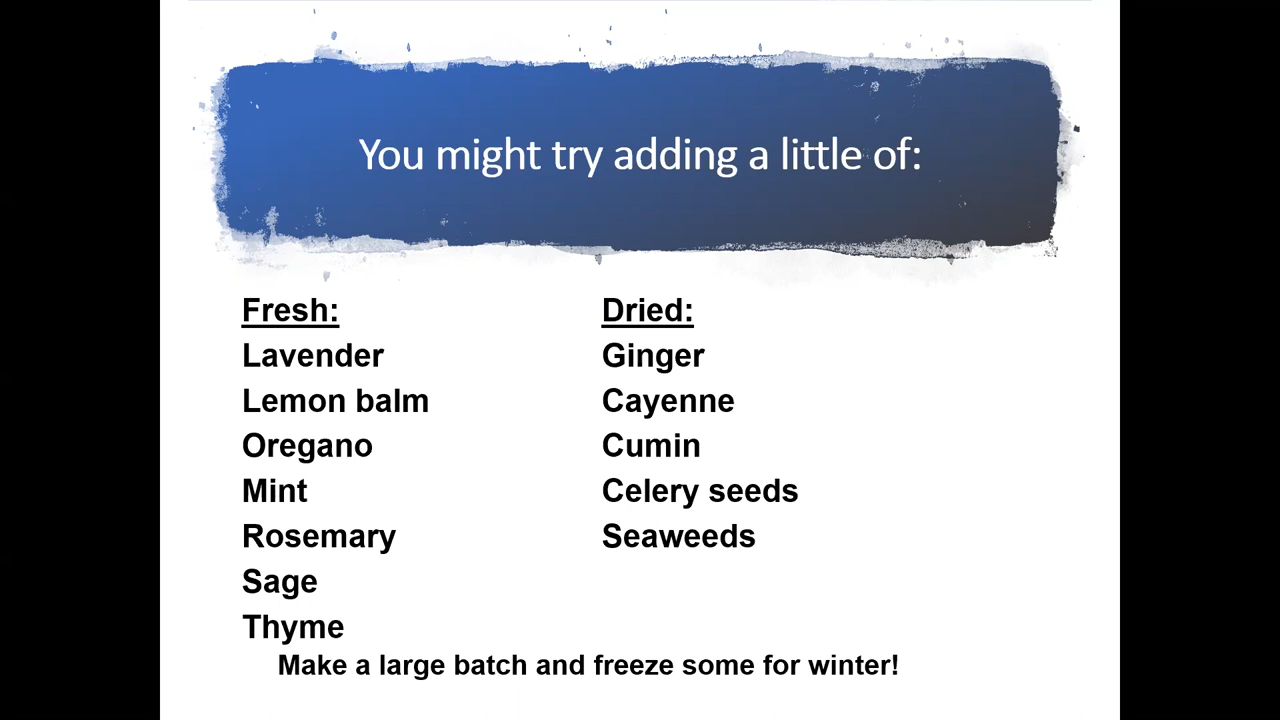 You might try adding a little of:
Fresh:
Lavender
Lemon balm
Oregano
Mint
Rosemary
Sage
Thyme
Dried:
Ginger
Cayenne
Cumin
Celery seeds
Seaweeds
Make a large batch and freeze some for winter!